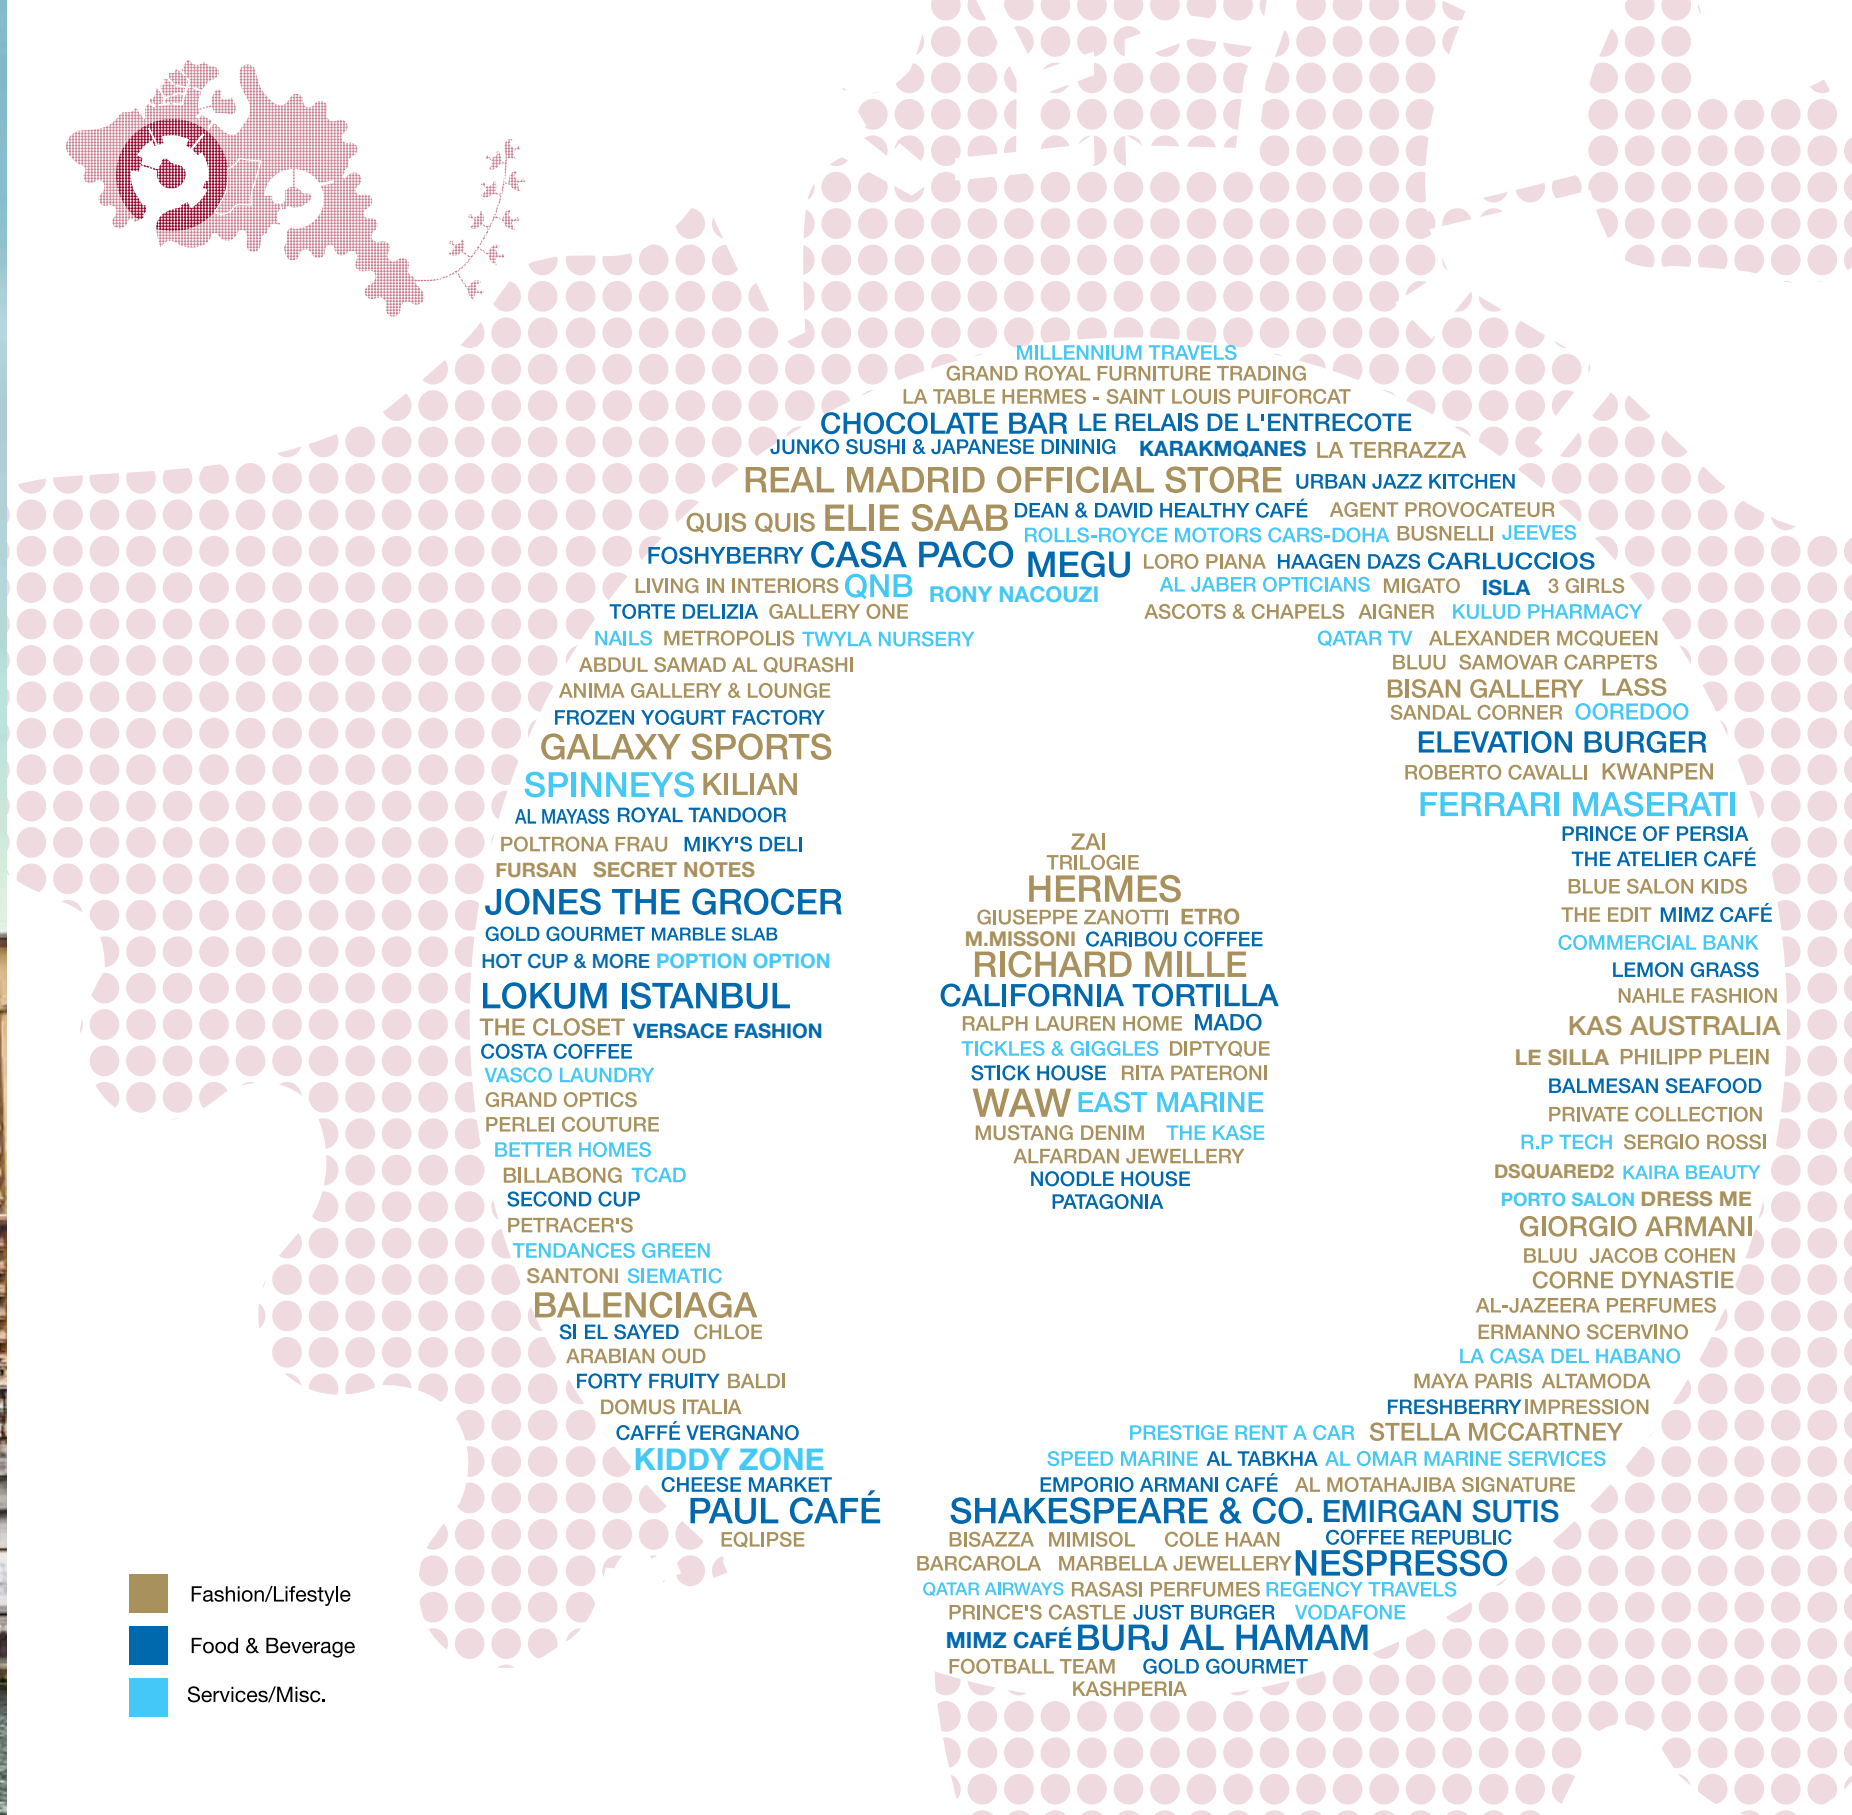 MILLENNIUM TRAVELS
GRAND ROYAL FURNITURE TRADING
LA TABLE HERMES - SAINT LOUIS PUIFORCAT
CHOCOLATE BAR LE RELAIS DE L'ENTRECOTE
JUNKO SUSHI & JAPANESE DININIG KARAKMQANES LA TERRAZZA
REAL MADRID OFFICIAL STORE URBAN JAZZ KITCHEN
QUIS QUIS ELIE SAAB DEAN & DAVID HEALTHY CAFÉ AGENT PROVOCATEUR
ROLLS-ROYCE MOTORS CARS-DOHA BUSNELLI JEEVES
FOSHYBERRY CASA PACO MEGU LORO PIANA HAAGEN DAZS CARLUCCIOS
LIVING IN INTERIORS QNB RONY NACOUZI AL JABER OPTICIANS MIGATO ISLA 3 GIRLS
TORTE DELIZIA GALLERY ONE ASCOTS & CHAPELS AIGNER KULUD PHARMACY
NAILS METROPOLIS TWYLA NURSERY QATAR TV ALEXANDER MCQUEEN
ABDUL SAMAD AL QURASHI
ANIMA GALLERY & LOUNGE
FROZEN YOGURT FACTORY
GALAXY SPORTS
SPINNEYS KILIAN
AL MAYASS ROYAL TANDOOR
POLTRONA FRAU MIKY'S DELI
FURSAN SECRET NOTES
JONES THE GROCER
GOLD GOURMET MARBLE SLAB
HOT CUP & MORE POPTION OPTION
LOKUM ISTANBUL
THE CLOSET VERSACE FASHION
COSTA COFFEE
VASCO LAUNDRY
GRAND OPTICS
PERLEI COUTURE
BETTER HOMES
BILLABONG TCAD
SECOND CUP
PETRACER'S
TENDANCES GREEN
SANTONI SIEMATIC
BALENCIAGA
SI EL SAYED CHLOE
ARABIAN OUD
FORTY FRUITY BALDI
DOMUS ITALIA
CAFFÉ VERGNANO
KIDDY ZONE
CHEESE MARKET
PAUL CAFÉ
EQLIPSE
ZAI
TRILOGIE
HERMES
GIUSEPPE ZANOTTI ETRO
M.MISSONI CARIBOU COFFEE
RICHARD MILLE
CALIFORNIA TORTILLA
RALPH LAUREN HOME MADO
TICKLES & GIGGLES DIPTYQUE
STICK HOUSE RITA PATERONI
WAW EAST MARINE
MUSTANG DENIM THE KASE
ALFARDAN JEWELLERY
NOODLE HOUSE
PATAGONIA
BLUU SAMOVAR CARPETS
BISAN GALLERY LASS
SANDAL CORNER OOREDOO
ELEVATION BURGER
ROBERTO CAVALLI KWANPEN
FERRARI MASERATI
PRINCE OF PERSIA
THE ATELIER CAFÉ
BLUE SALON KIDS
THE EDIT MIMZ CAFÉ
COMMERCIAL BANK
LEMON GRASS
NAHLE FASHION
KAS AUSTRALIA
LE SILLA PHILIPP PLEIN
BALMESAN SEAFOOD
PRIVATE COLLECTION
R.P TECH SERGIO ROSSI
DSQUARED2 KAIRA BEAUTY
PORTO SALON DRESS ME
GIORGIO ARMANI
BLUU JACOB COHEN
CORNE DYNASTIE
AL-JAZEERA PERFUMES
ERMANNO SCERVINO
LA CASA DEL HABANO
MAYA PARIS ALTAMODA
FRESHBERRY IMPRESSION
PRESTIGE RENT A CAR STELLA MCCARTNEY
SPEED MARINE AL TABKHA AL OMAR MARINE SERVICES
EMPORIO ARMANI CAFÉ AL MOTAHAJIBA SIGNATURE
SHAKESPEARE & CO. EMIRGAN SUTIS
BISAZZA MIMISOL COLE HAAN COFFEE REPUBLIC
BARCAROLA MARBELLA JEWELLERY NESPRESSO
QATAR AIRWAYS RASASI PERFUMES REGENCY TRAVELS
PRINCE'S CASTLE JUST BURGER VODAFONE
MIMZ CAFÉ BURJ AL HAMAM
FOOTBALL TEAM GOLD GOURMET
KASHPERIA
Fashion/Lifestyle
Food & Beverage
Services/Misc.